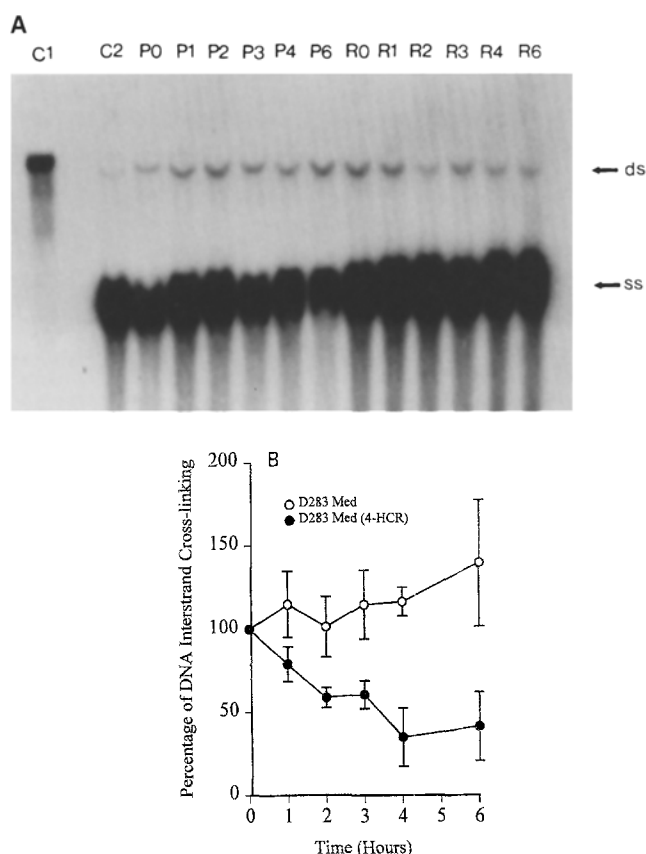 A
C1 C2 P0 P1 P2 P3 P4 P6 R0 R1 R2 R3 R4 R6
ds
ss
B
200
150
100
50
0
Percentage of DNA Interstrand Cross-linking
D283 Med
D283 Med (4-HCR)
0 1 2 3 4 5 6
Time (Hours)